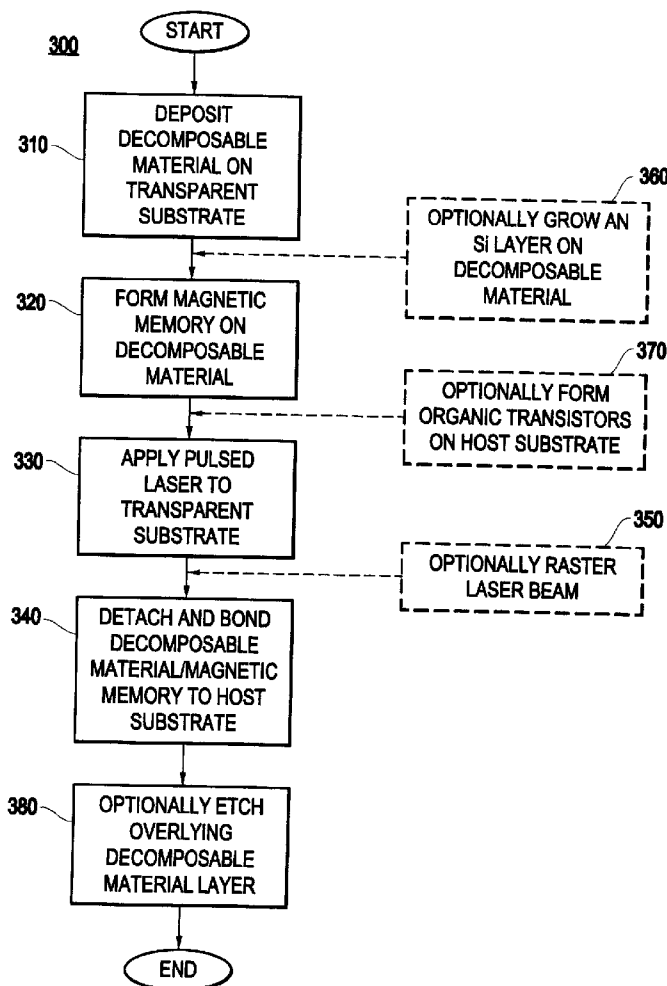 300
START
310
DEPOSIT
DECOMPOSABLE
MATERIAL ON
TRANSPARENT
SUBSTRATE
360
OPTIONALLY GROW AN
Si LAYER ON
DECOMPOSABLE
MATERIAL
320
FORM MAGNETIC
MEMORY ON
DECOMPOSABLE
MATERIAL
370
OPTIONALLY FORM
ORGANIC TRANSISTORS
ON HOST SUBSTRATE
330
APPLY PULSED
LASER TO
TRANSPARENT
SUBSTRATE
350
OPTIONALLY RASTER
LASER BEAM
340
DETACH AND BOND
DECOMPOSABLE
MATERIAL/MAGNETIC
MEMORY TO HOST
SUBSTRATE
380
OPTIONALLY ETCH
OVERLYING
DECOMPOSABLE
MATERIAL LAYER
END